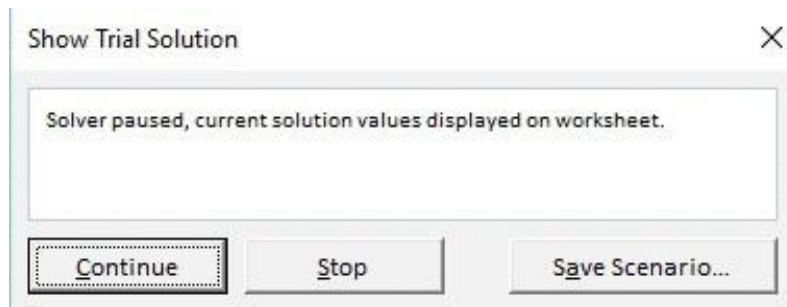 Show Trial Solution
Solver paused, current solution values displayed on worksheet.
Continue
Stop
Save Scenario...